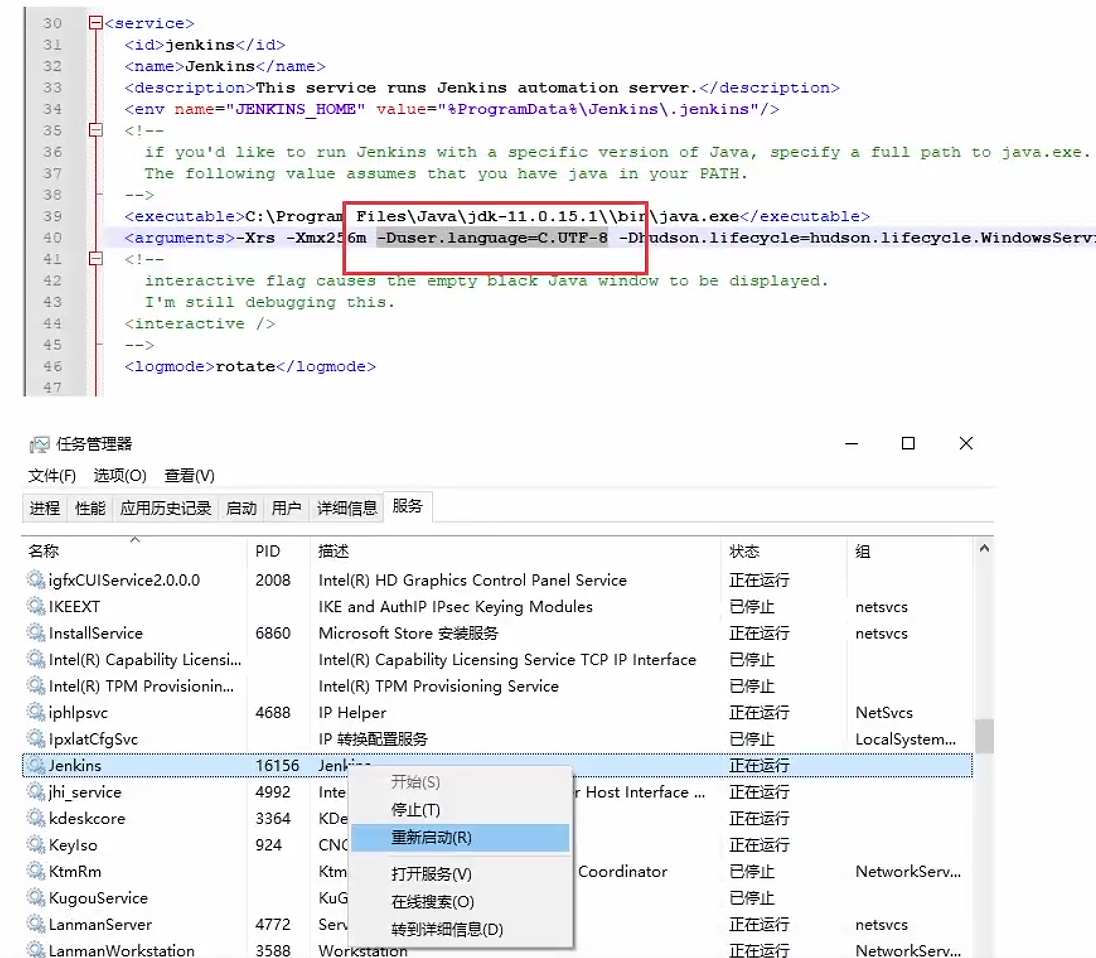 30 <service>
31 <id>jenkins</id>
32 <name>Jenkins</name>
33 <description>This service runs Jenkins automation server.</description>
34 <env name="JENKINS_HOME" value="%ProgramData%\Jenkins\.jenkins"/>
35 <!--
36 if you'd like to run Jenkins with a specific version of Java, specify a full path to java.exe.
37 The following value assumes that you have java in your PATH.
38 -->
39 <executable>C:\Program Files\Java\jdk-11.0.15.1\\bin\java.exe</executable>
40 <arguments>-Xrs -Xmx256m -Duser.language=C.UTF-8 -Dhudson.lifecycle=hudson.lifecycle.WindowsServi
41 <!--
42 interactive flag causes the empty black Java window to be displayed.
43 I'm still debugging this.
44 <interactive />
45 -->
46 <logmode>rotate</logmode>
47
任务管理器
文件(F) 选项(O) 查看(V)
进程 性能 应用历史记录 启动 用户 详细信息 服务
名称 PID 描述 状态 组
igfxCUIService2.0.0.0 2008 Intel(R) HD Graphics Control Panel Service 正在运行
IKEEXT IKE and AuthIP IPsec Keying Modules 已停止 netsvcs
InstallService 6860 Microsoft Store 安装服务 正在运行 netsvcs
Intel(R) Capability Licensi... Intel(R) Capability Licensing Service TCP IP Interface 已停止
Intel(R) TPM Provisionin... Intel(R) TPM Provisioning Service 已停止
iphlpsvc 4688 IP Helper 正在运行 NetSvcs
IpxlatCfgSvc IP 转换配置服务 已停止 LocalSystem...
Jenkins 16156 Jenkins 正在运行
开始(S)
jhi_service 4992 Inte r Host Interface ... 正在运行
停止(T)
kdeskcore 3364 KDe 正在运行
重新启动(R)
KeyIso 924 CNG 正在运行
KtmRm Ktm Coordinator 已停止 NetworkServ...
打开服务(V)
KugouService KuG 已停止
在线搜索(O)
LanmanServer 4772 Serv 正在运行 netsvcs
转到详细信息(D)
LanmanWorkstation 3588 Workstation 正在运行 NetworkServ...